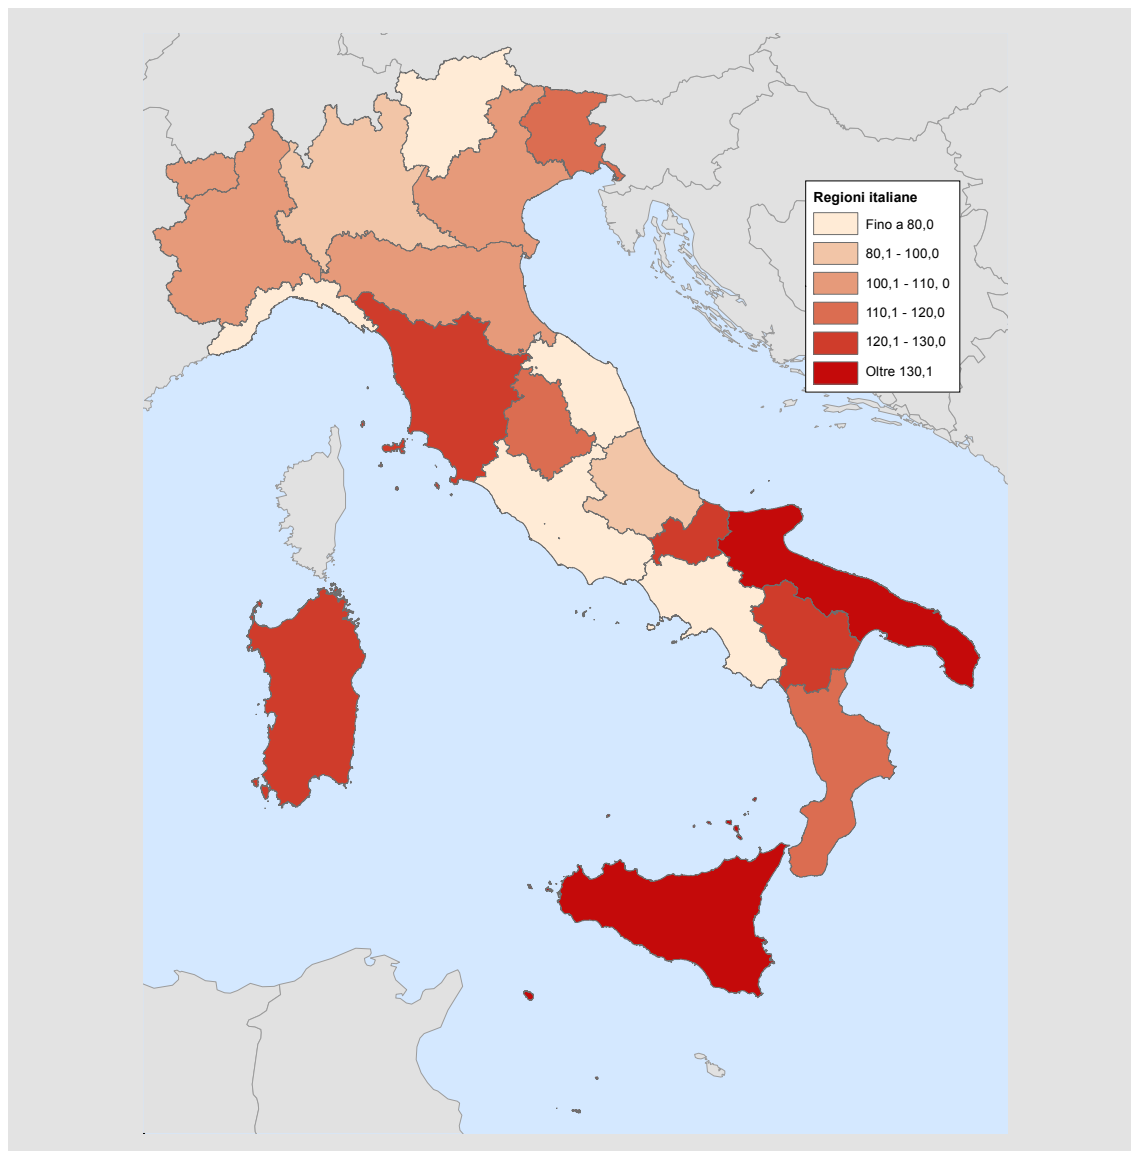 Regioni italiane
Fino a 80,0
80,1 - 100,0
100,1 - 110, 0
110,1 - 120,0
120,1 - 130,0
Oltre 130,1